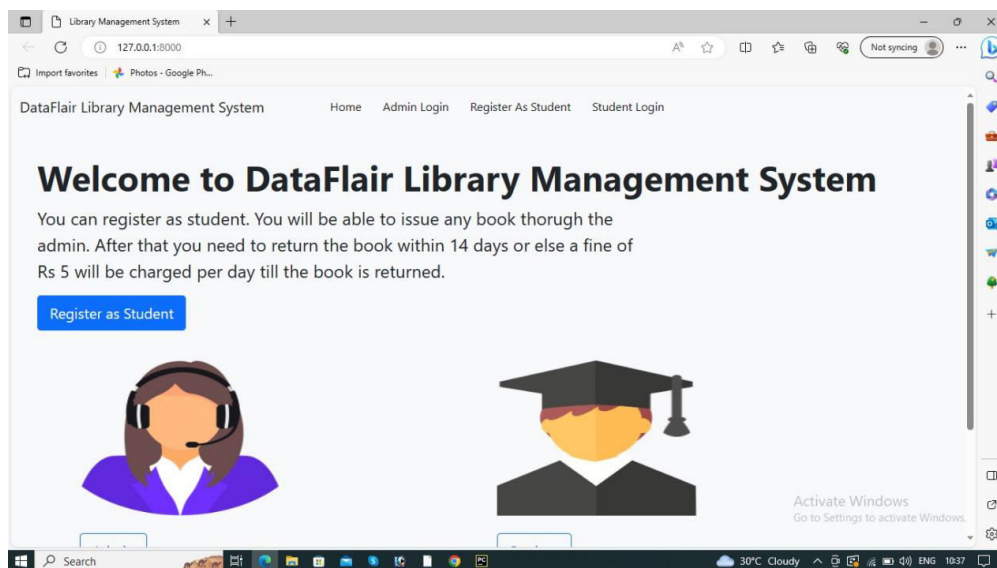 Library Management System
127.0.0.1:8000
Not syncing
Import favorites
Photos - Google Ph...
DataFlair Library Management System Home Admin Login Register As Student Student Login
Welcome to DataFlair Library Management System
You can register as student. You will be able to issue any book thorugh the
admin. After that you need to return the book within 14 days or else a fine of
Rs 5 will be charged per day till the book is returned.
Register as Student
Activate Windows
Go to Settings to activate Windows.
Search
30°C Cloudy ENG 10:37